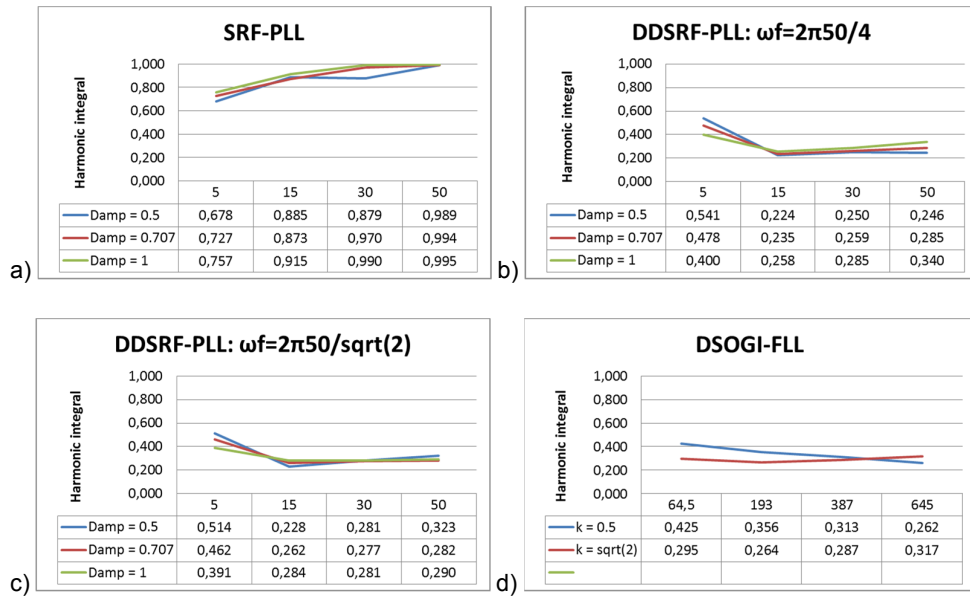 a)
SRF-PLL
Harmonic integral
1,000
0,800
0,600
0,400
0,200
0,000
5 15 30 50
Damp = 0.5 0,678 0,885 0,879 0,989
Damp = 0.707 0,727 0,873 0,970 0,994
Damp = 1 0,757 0,915 0,990 0,995
b)
DDSRF-PLL: ωf=2π50/4
Harmonic integral
1,000
0,800
0,600
0,400
0,200
0,000
5 15 30 50
Damp = 0.5 0,541 0,224 0,250 0,246
Damp = 0.707 0,478 0,235 0,259 0,285
Damp = 1 0,400 0,258 0,285 0,340
c)
DDSRF-PLL: ωf=2π50/sqrt(2)
Harmonic integral
1,000
0,800
0,600
0,400
0,200
0,000
5 15 30 50
Damp = 0.5 0,514 0,228 0,281 0,323
Damp = 0.707 0,462 0,262 0,277 0,282
Damp = 1 0,391 0,284 0,281 0,290
d)
DSOGI-FLL
Harmonic integral
1,000
0,800
0,600
0,400
0,200
0,000
64,5 193 387 645
k = 0.5 0,425 0,356 0,313 0,262
k = sqrt(2) 0,295 0,264 0,287 0,317